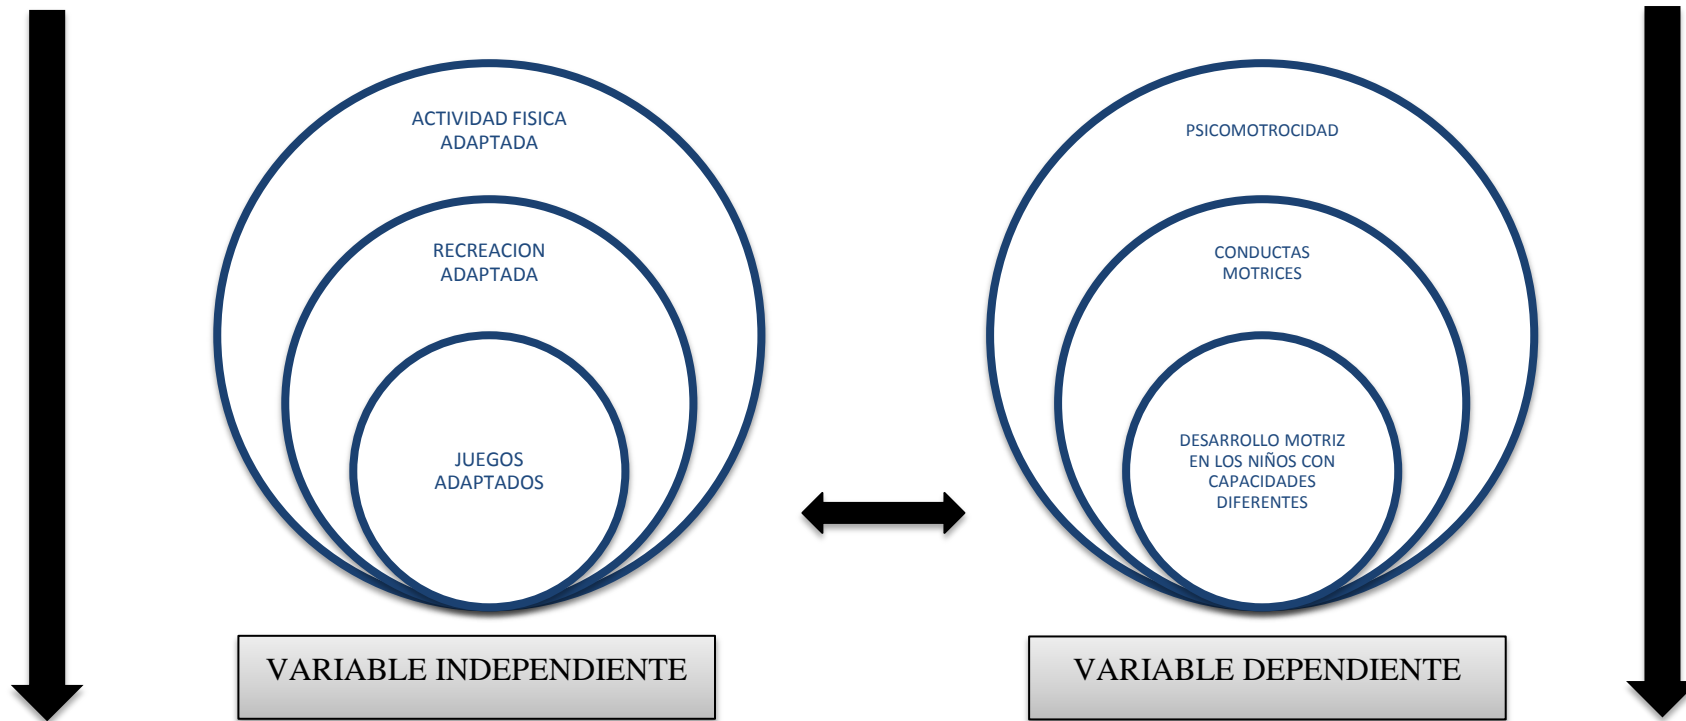 ACTIVIDAD FISICA
ADAPTADA
RECREACION
ADAPTADA
JUEGOS
ADAPTADOS
VARIABLE INDEPENDIENTE
PSICOMOTROCIDAD
CONDUCTAS
MOTRICES
DESARROLLO MOTRIZ
EN LOS NIÑOS CON
CAPACIDADES
DIFERENTES
VARIABLE DEPENDIENTE